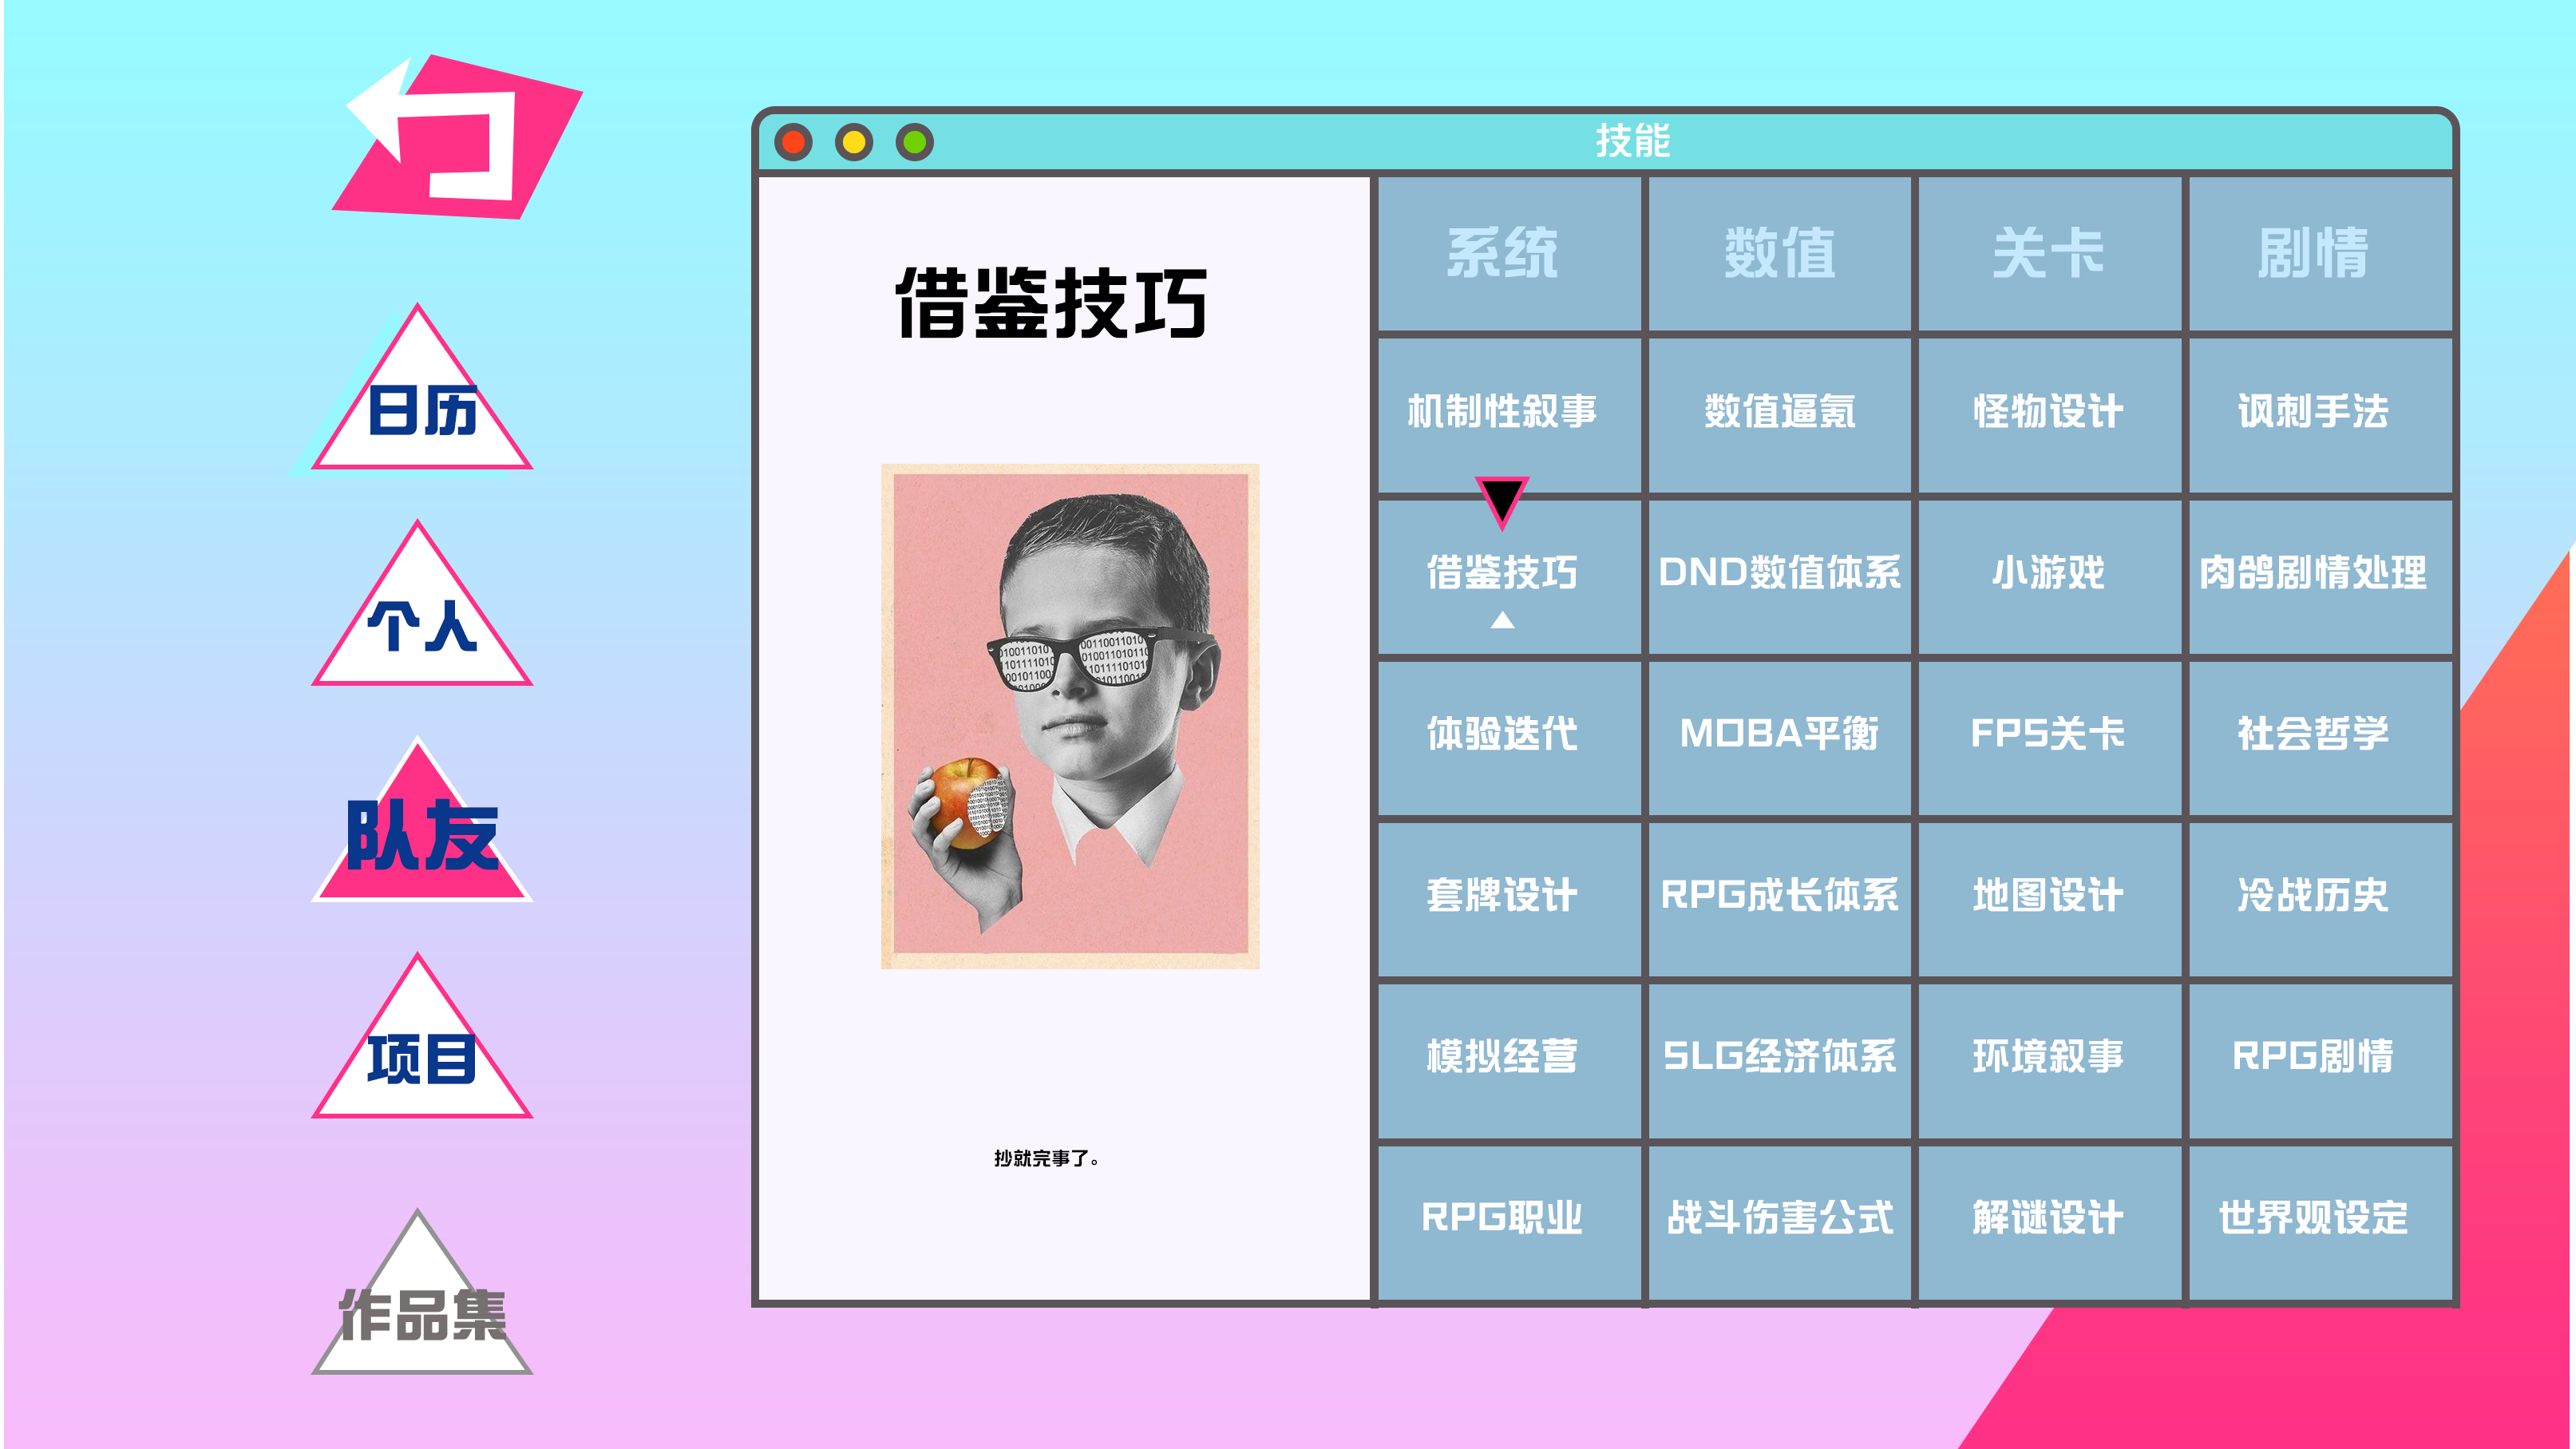 技能
日历
个人
队友
项目
作品集
借鉴技巧
抄就完事了。
系统 数值 关卡 剧情
机制性叙事 数值逼氪 怪物设计 讽刺手法
借鉴技巧 DND数值体系 小游戏 肉鸽剧情处理
体验迭代 MOBA平衡 FPS关卡 社会哲学
套牌设计 RPG成长体系 地图设计 冷战历史
模拟经营 SLG经济体系 环境叙事 RPG剧情
RPG职业 战斗伤害公式 解谜设计 世界观设定